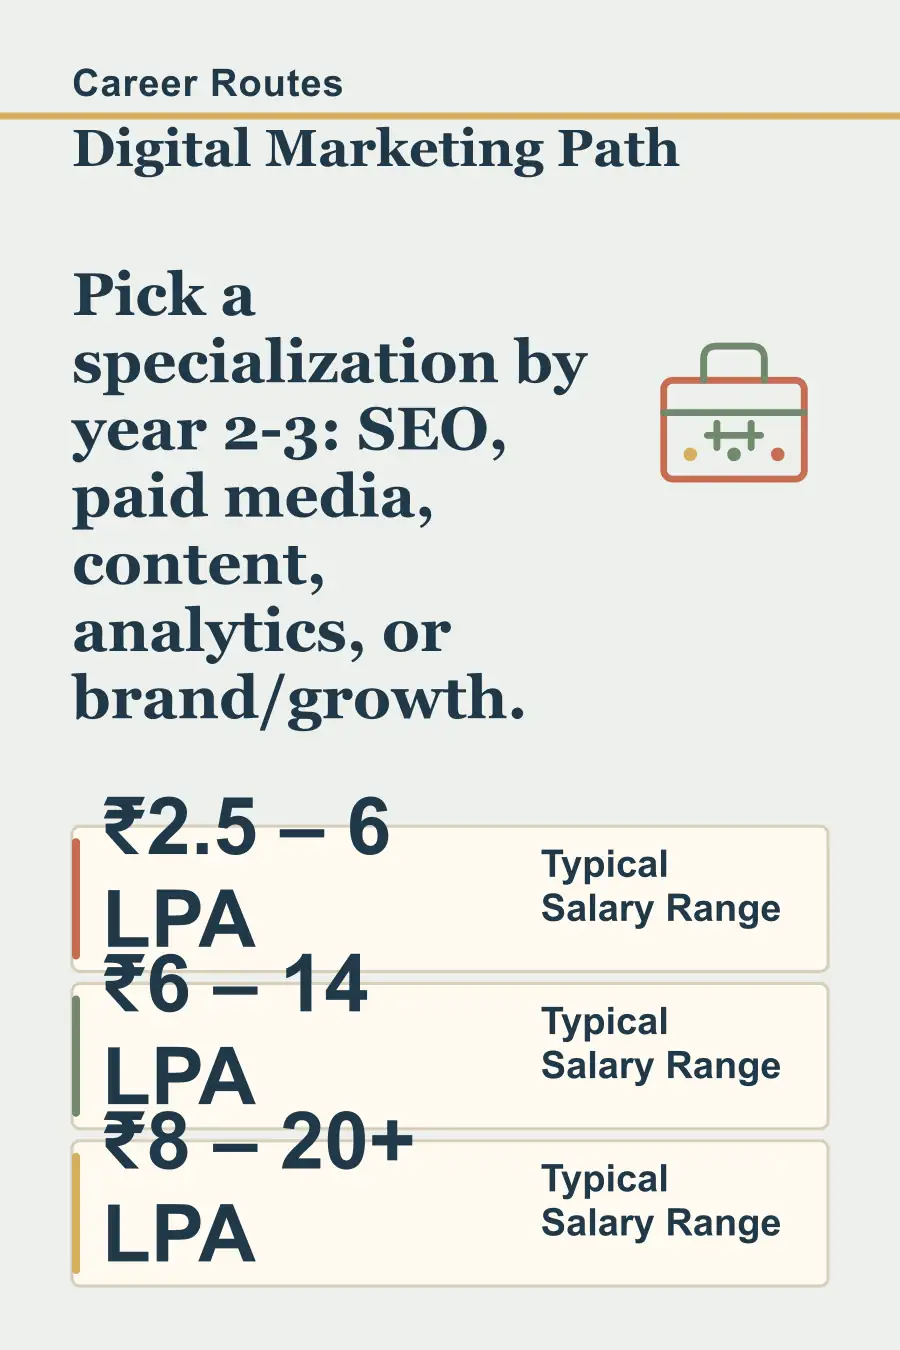 Career Routes
Digital Marketing Path
Pick a
specialization by
year 2-3: SEO,
paid media,
content,
analytics, or
brand/growth.
₹2.5 – 6
LPA
Typical
Salary Range
₹6 – 14
LPA
Typical
Salary Range
₹8 – 20+
LPA
Typical
Salary Range